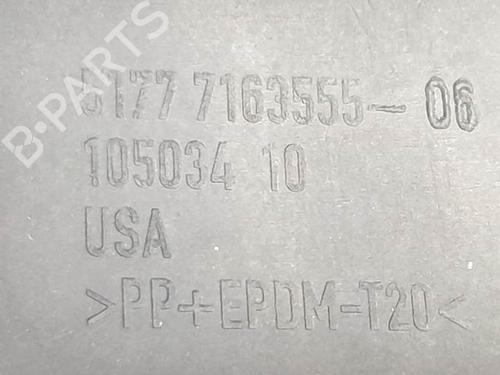 B-PARTS
5177 7163555-06
105034 10
USA
>PP+EPDM-T20<